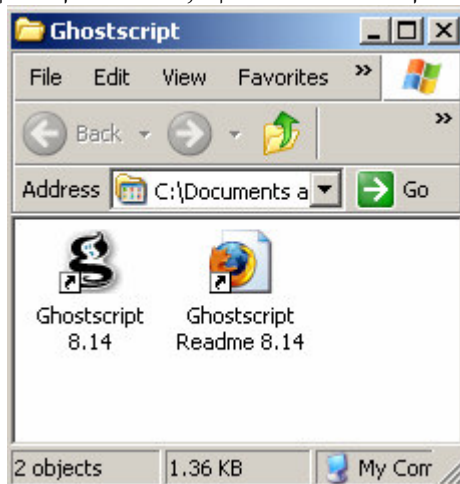 Ghostscript
File Edit View Favorites »
Back »
Address C:\Documents a Go
Ghostscript
8.14
Ghostscript
Readme 8.14
2 objects 1.36 KB My Com